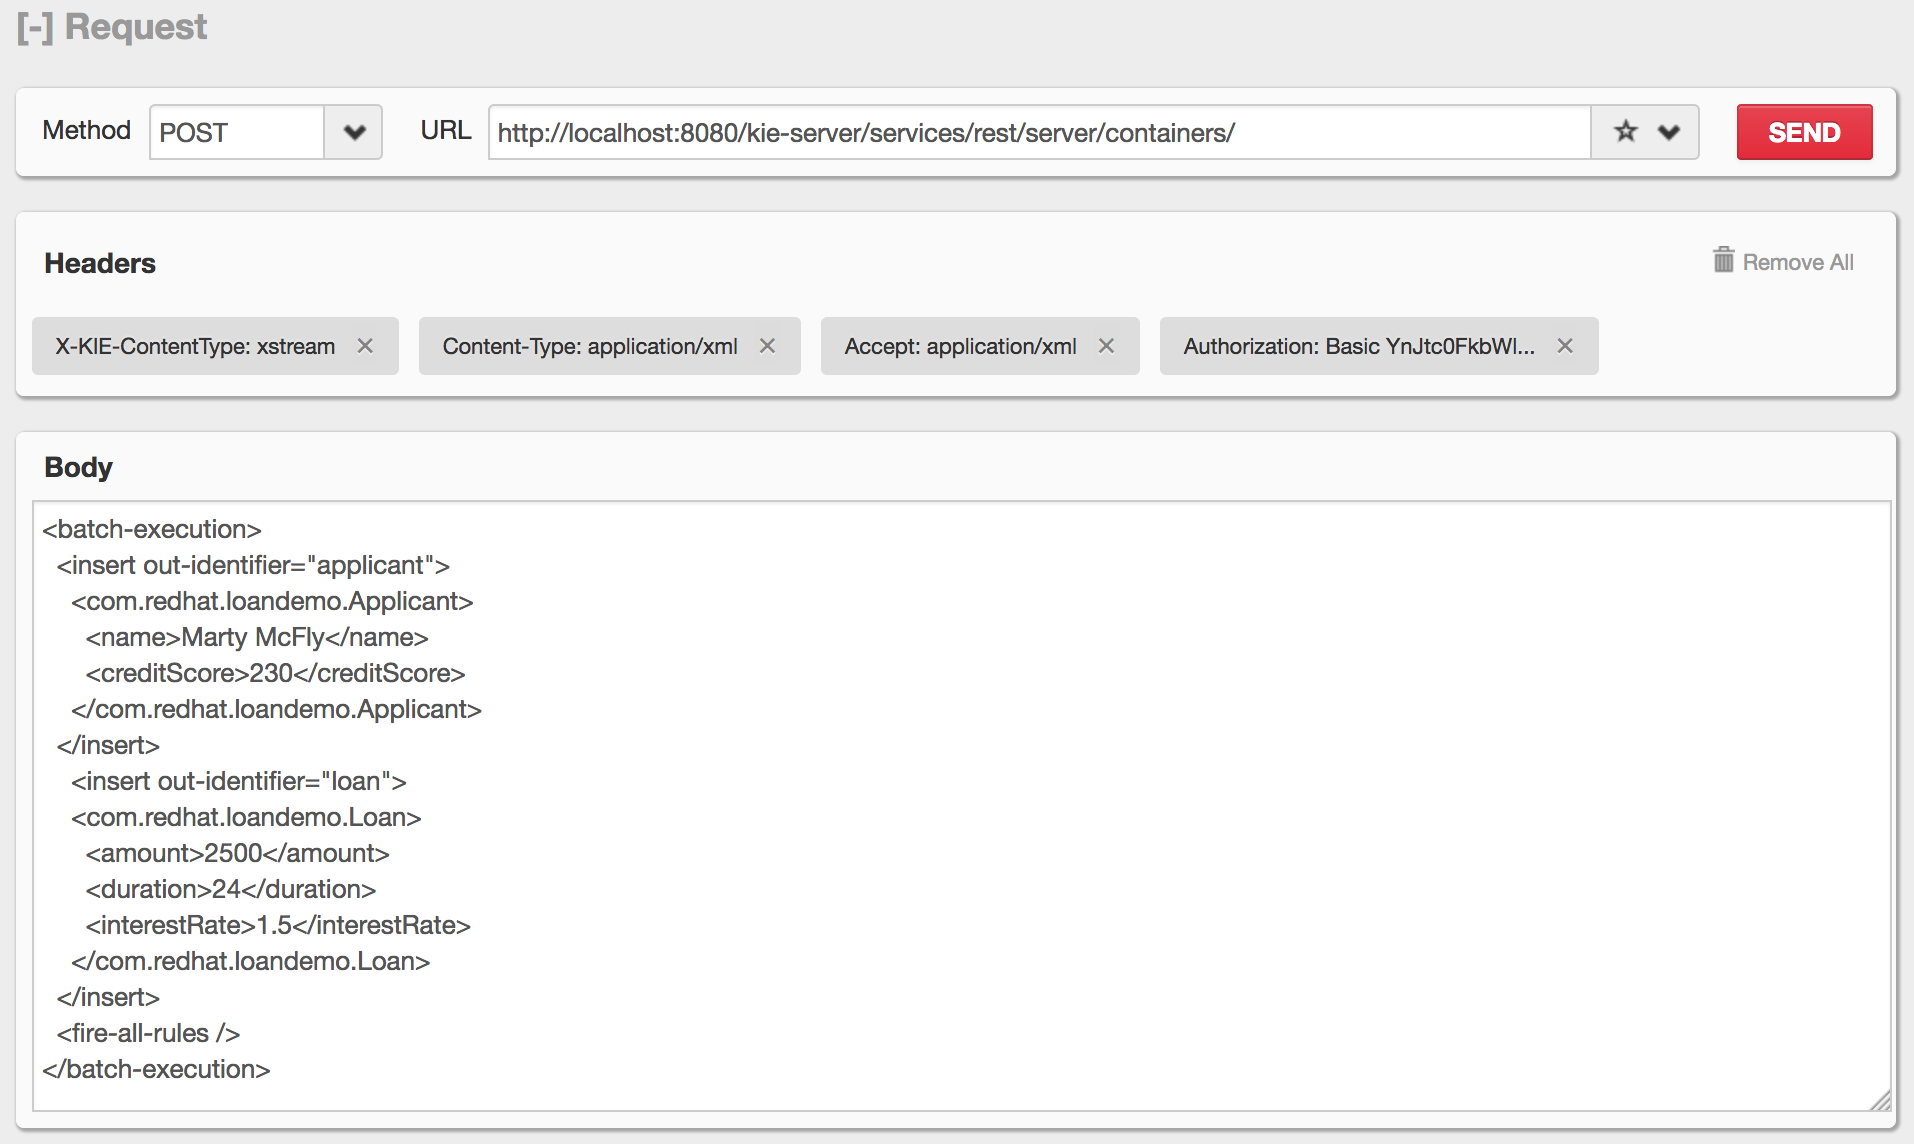 [-] Request
Method POST URL http://localhost:8080/kie-server/services/rest/server/containers/ SEND
Headers Remove All
X-KIE-ContentType: xstream Content-Type: application/xml Accept: application/xml Authorization: Basic YnJtc0FkbWl...
Body
<batch-execution>
  <insert out-identifier="applicant">
    <com.redhat.loandemo.Applicant>
      <name>Marty McFly</name>
      <creditScore>230</creditScore>
    </com.redhat.loandemo.Applicant>
  </insert>
    <insert out-identifier="loan">
    <com.redhat.loandemo.Loan>
      <amount>2500</amount>
      <duration>24</duration>
      <interestRate>1.5</interestRate>
    </com.redhat.loandemo.Loan>
  </insert>
  <fire-all-rules />
</batch-execution>